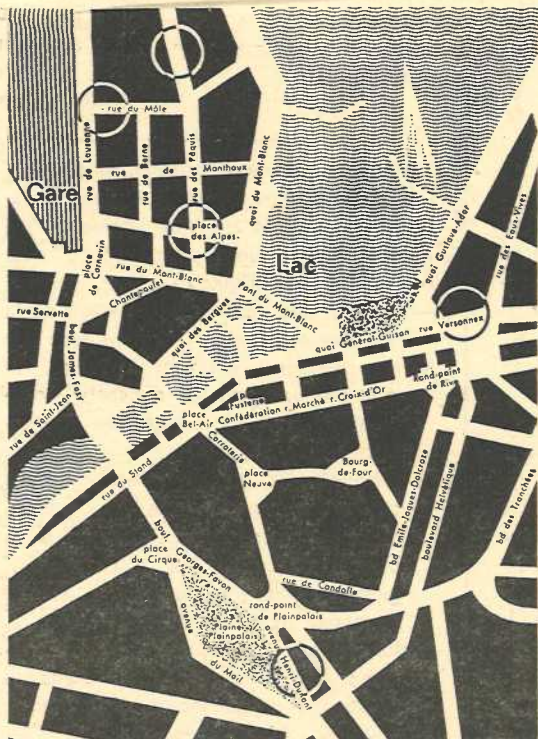 rue du Môle
rue de Lausanne
rue de Berne
rue des Pâquis
rue de Monthoux
quai du Mont-Blanc
Gare
place des Alpes
place de Cornavin
rue du Mont-Blanc
Chantepoulet
Lac
Pont du Mont-Blanc
quai des Bergues
quai Gustave-Ador
rue des Eaux-Vives
rue Servette
boul. James-Fazy
rue de Saint-Jean
quai Général-Guisan
rue Versonnex
Rond-point
de Rive
place
Bel-Air
Confédération r. Marché r. Croix-d'Or
rue du Stand
Corraterie
place
Neuve
Bourg-
de-Four
bd Emile-Jaques-Dalcroze
boulevard Helvétique
bd des Tranchées
boul. Georges-Favon
place
du Cirque
rue de Candolle
rond-point
de Plainpalais
Plaine
Plainpalais
avenue
du Mail
avenue Henri-Dunant